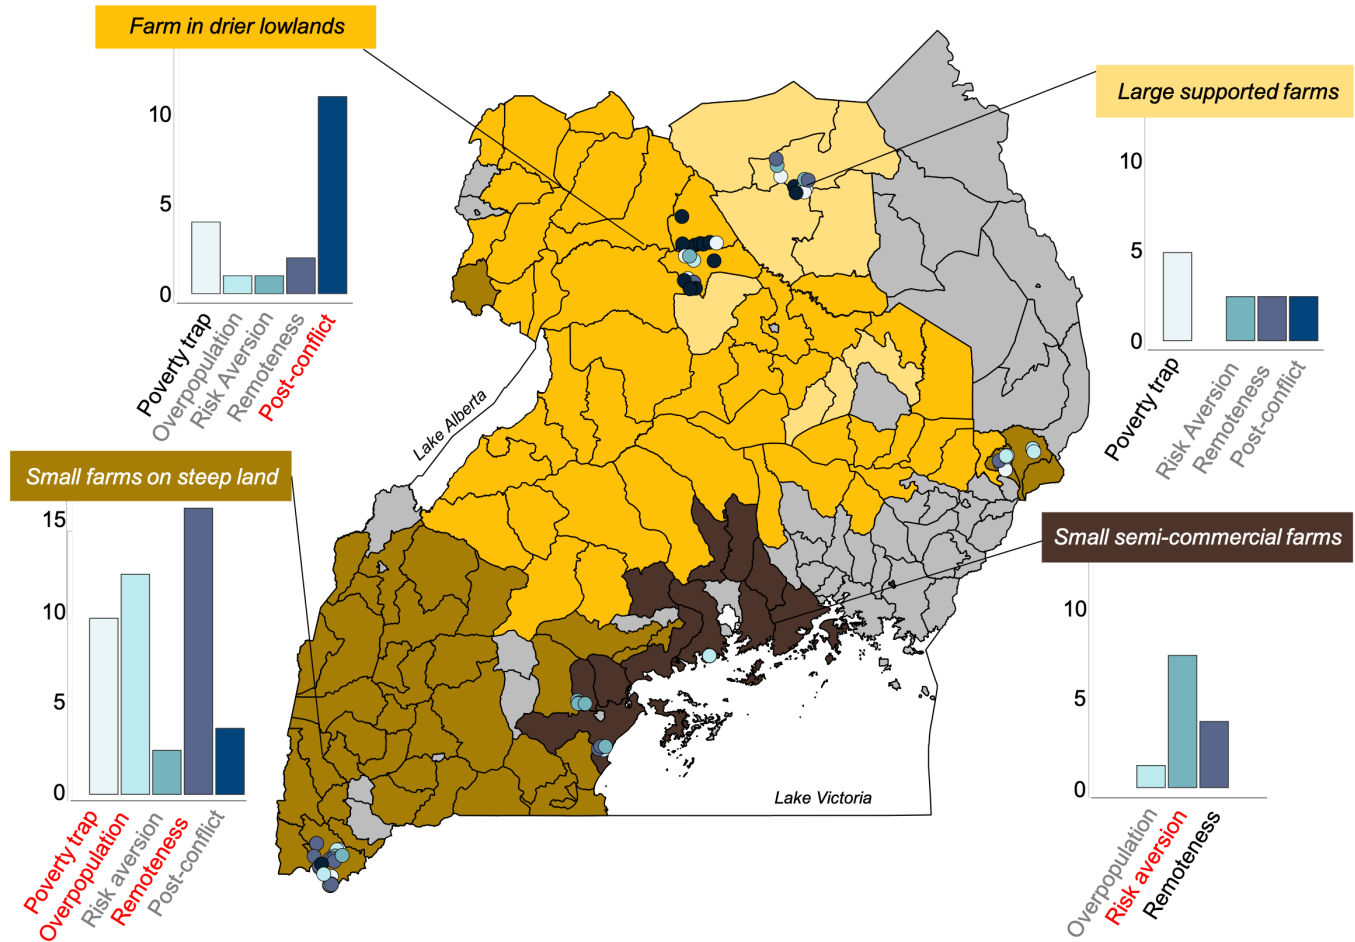 Farm in drier lowlands
10
5
0
Poverty trap
Overpopulation
Risk Aversion
Remoteness
Post-conflict
Large supported farms
10
5
0
Poverty trap
Risk Aversion
Remoteness
Post-conflict
Lake Alberta
Small farms on steep land
15
10
5
0
Poverty trap
Overpopulation
Risk aversion
Remoteness
Post-conflict
Small semi-commercial farms
10
5
0
Overpopulation
Risk aversion
Remoteness
Lake Victoria